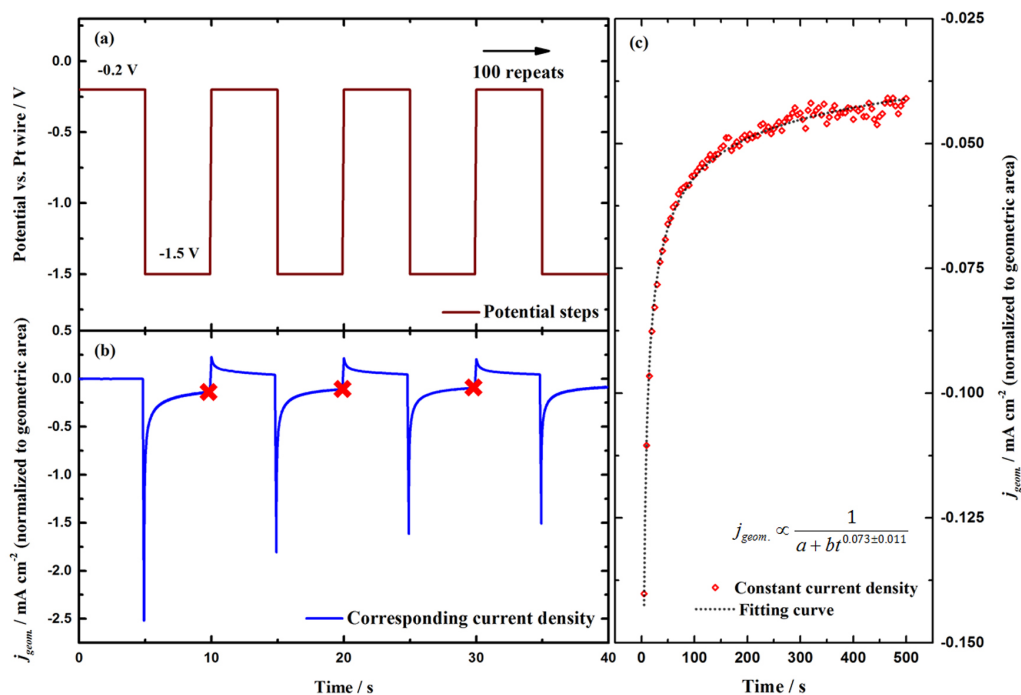 (a)
-0.2 V
100 repeats
-1.5 V
Potential steps
0.0
-0.5
-1.0
-1.5
Potential vs. Pt wire / V
(b)
Corresponding current density
0.5
0.0
-0.5
-1.0
-1.5
-2.0
-2.5
j geom. / mA cm-2 (normalized to geometric area)
0 10 20 30 40
Time / s
(c)
j geom. ∝ 1 / (a + bt^0.073±0.011)
Constant current density
Fitting curve
-0.025
-0.050
-0.075
-0.100
-0.125
-0.150
j geom. / mA cm-2 (normalized to geometric area)
0 100 200 300 400 500
Time / s